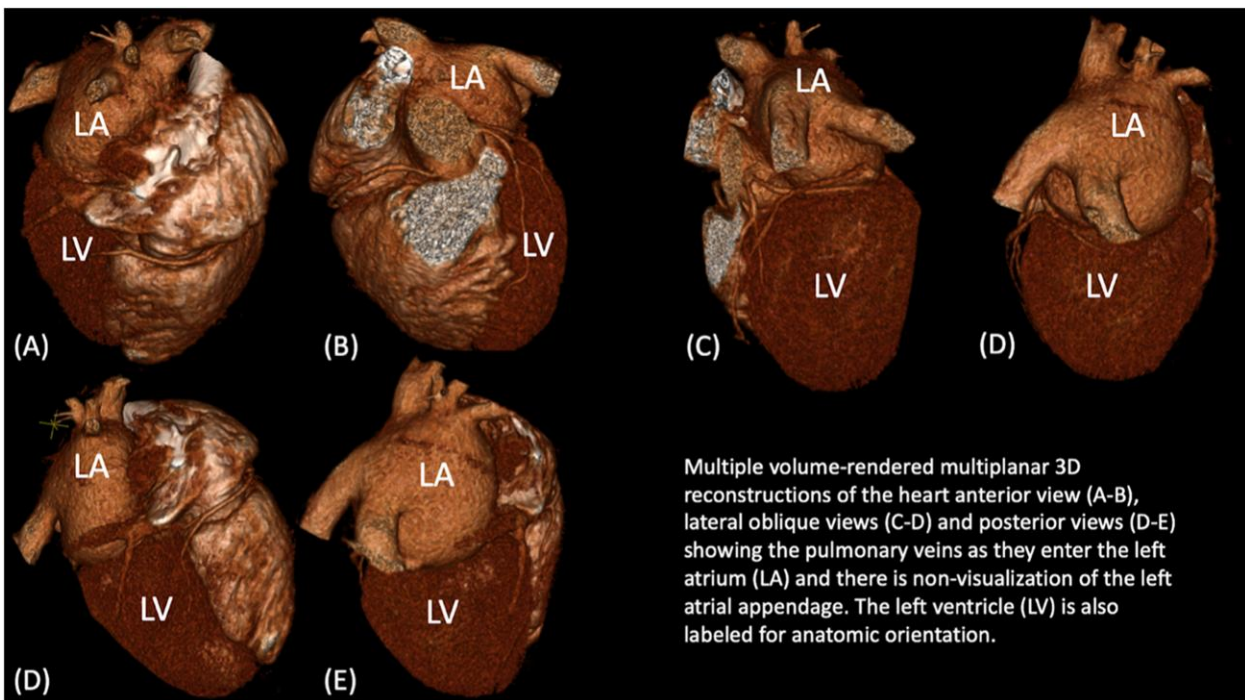 LA
LV
(A)
LA
LV
(B)
LA
LV
(C)
LA
LV
(D)
LA
LV
(D)
LA
LV
(E)
Multiple volume-rendered multiplanar 3D
reconstructions of the heart anterior view (A-B),
lateral oblique views (C-D) and posterior views (D-E)
showing the pulmonary veins as they enter the left
atrium (LA) and there is non-visualization of the left
atrial appendage. The left ventricle (LV) is also
labeled for anatomic orientation.